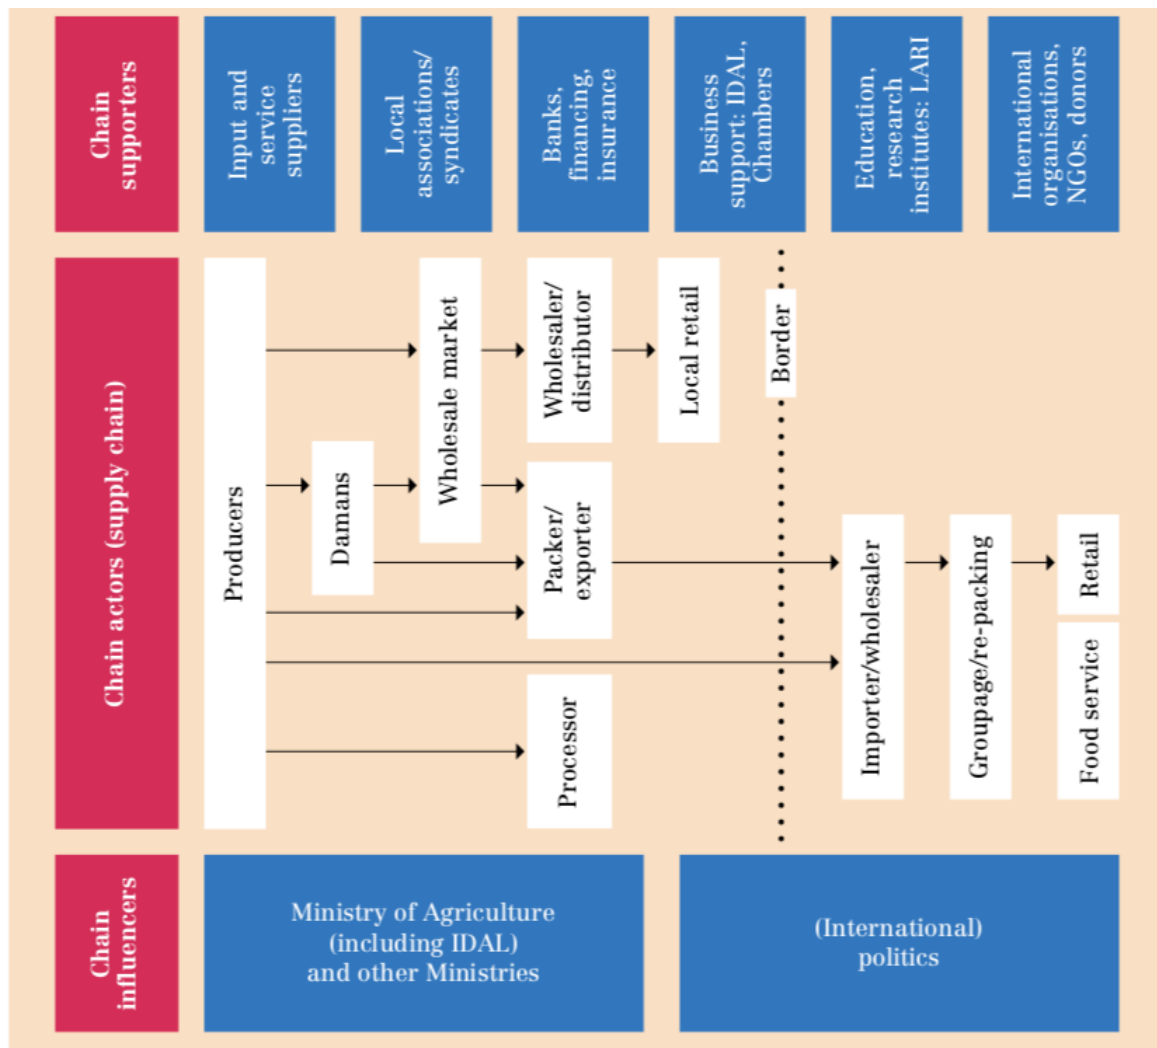 Chain
supporters
Input and
service
suppliers
Local
associations/
syndicates
Banks,
financing,
insurance
Business
support: IDAL,
Chambers
Education,
research
institutes: LARI
International
organisations,
NGOs, donors
Chain actors (supply chain)
Producers
Damans
Wholesale market
Wholesaler/
distributor
Packer/
exporter
Processor
Local retail
Border
Importer/wholesaler
Groupage/re-packing
Retail
Food service
Chain
influencers
Ministry of Agriculture
(including IDAL)
and other Ministries
(International)
politics